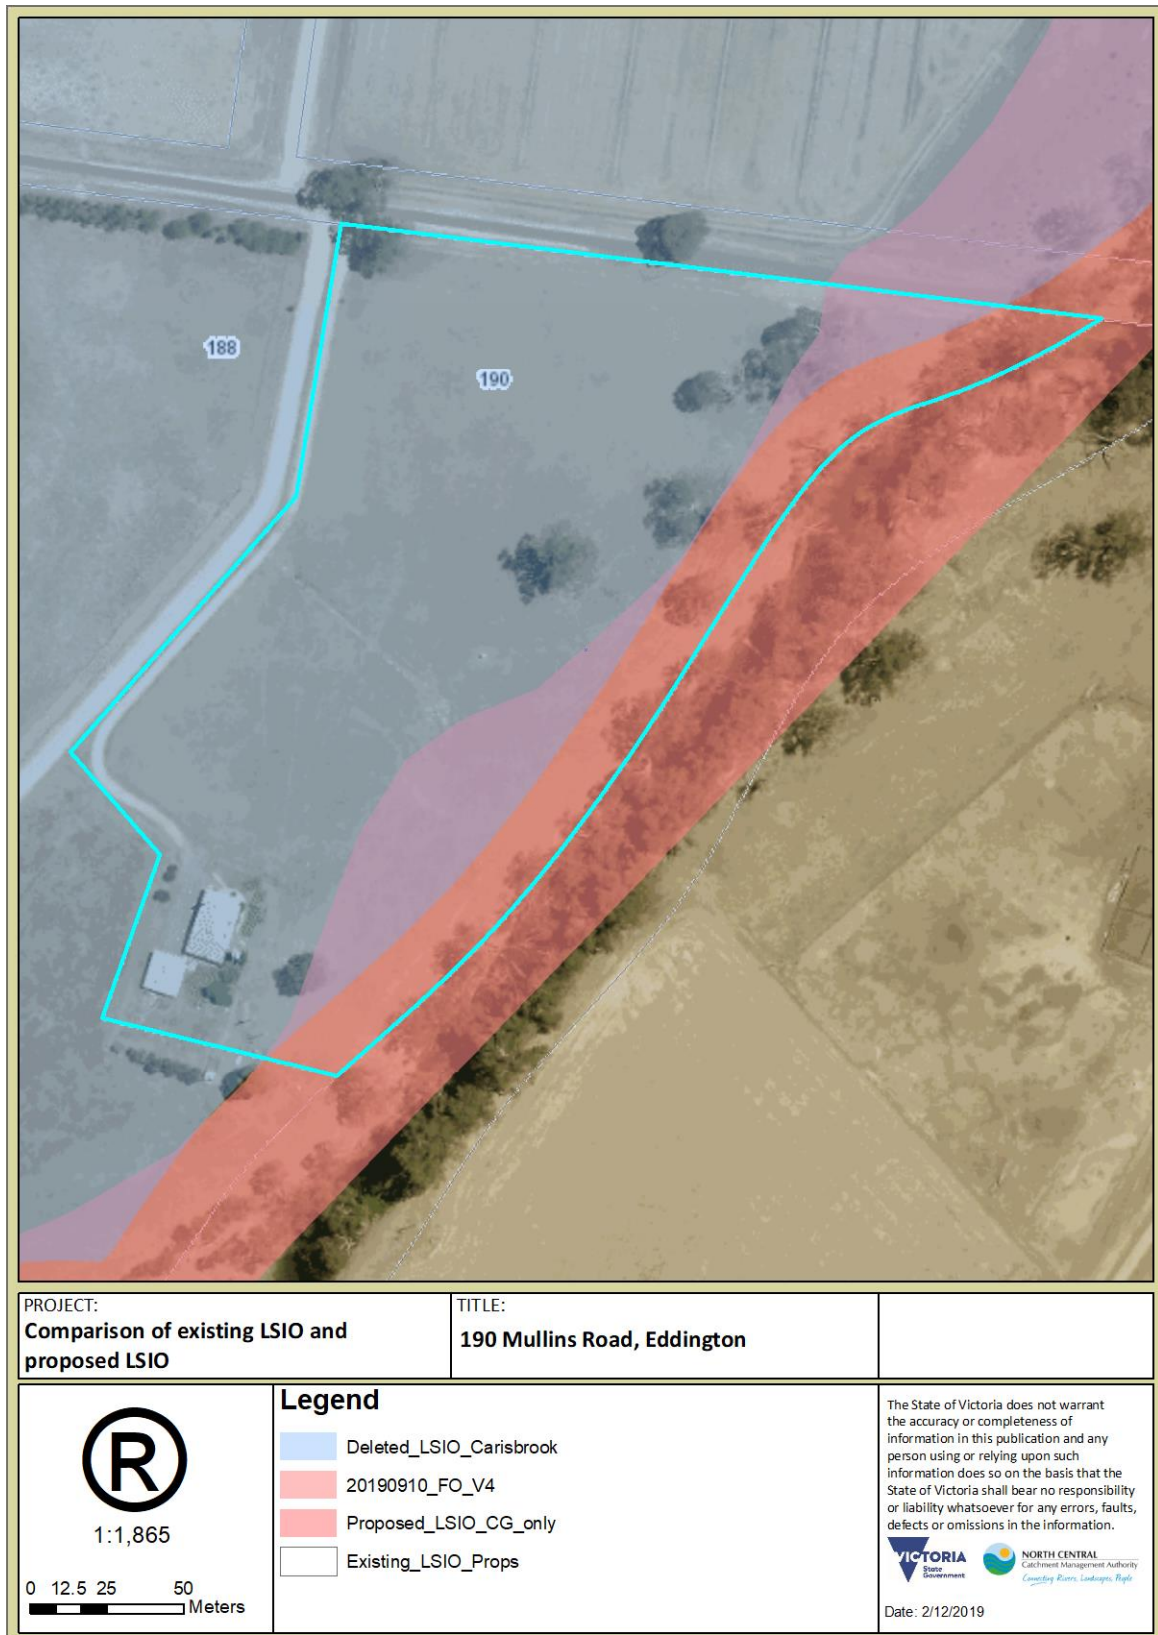 188
190
PROJECT:
Comparison of existing LSIO and
proposed LSIO
TITLE:
190 Mullins Road, Eddington
R
1:1,865
0 12.5 25 50
Meters
Legend
Deleted_LSIO_Carisbrook
20190910_FO_V4
Proposed_LSIO_CG_only
Existing_LSIO_Props
The State of Victoria does not warrant
the accuracy or completeness of
information in this publication and any
person using or relying upon such
information does so on the basis that the
State of Victoria shall bear no responsibility
or liability whatsoever for any errors, faults,
defects or omissions in the information.
VICTORIA
State
Government
NORTH CENTRAL
Catchment Management Authority
Connecting Rivers, Landscapes, People
Date: 2/12/2019